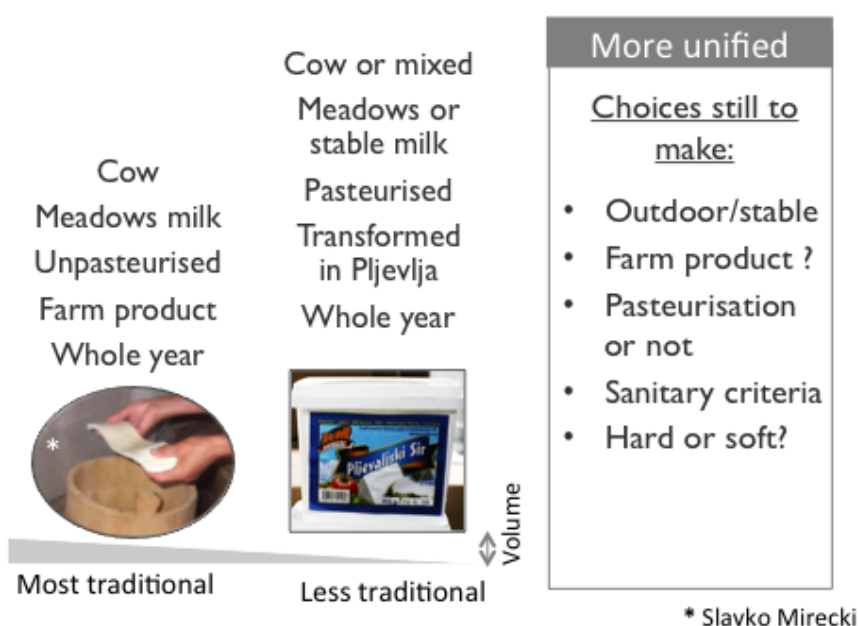 Cow
Meadows milk
Unpasteurised
Farm product
Whole year
*
Cow or mixed
Meadows or
stable milk
Pasteurised
Transformed
in Pljevlja
Whole year
Pljevaljski Sir
Volume
Most traditional
Less traditional
More unified
Choices still to
make:
• Outdoor/stable
• Farm product ?
• Pasteurisation
or not
• Sanitary criteria
• Hard or soft?
* Slavko Mirecki